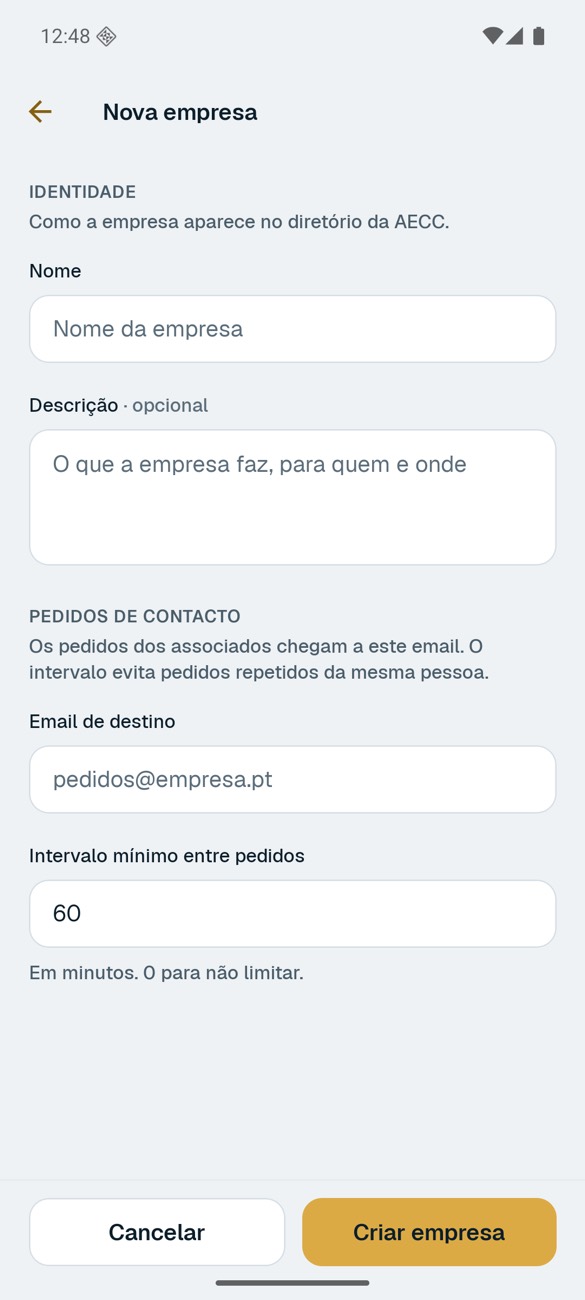 12:48
Nova empresa
IDENTIDADE
Como a empresa aparece no diretório da AECC.
Nome
Nome da empresa
Descrição · opcional
O que a empresa faz, para quem e onde
PEDIDOS DE CONTACTO
Os pedidos dos associados chegam a este email. O
intervalo evita pedidos repetidos da mesma pessoa.
Email de destino
pedidos@empresa.pt
Intervalo mínimo entre pedidos
60
Em minutos. 0 para não limitar.
Cancelar
Criar empresa